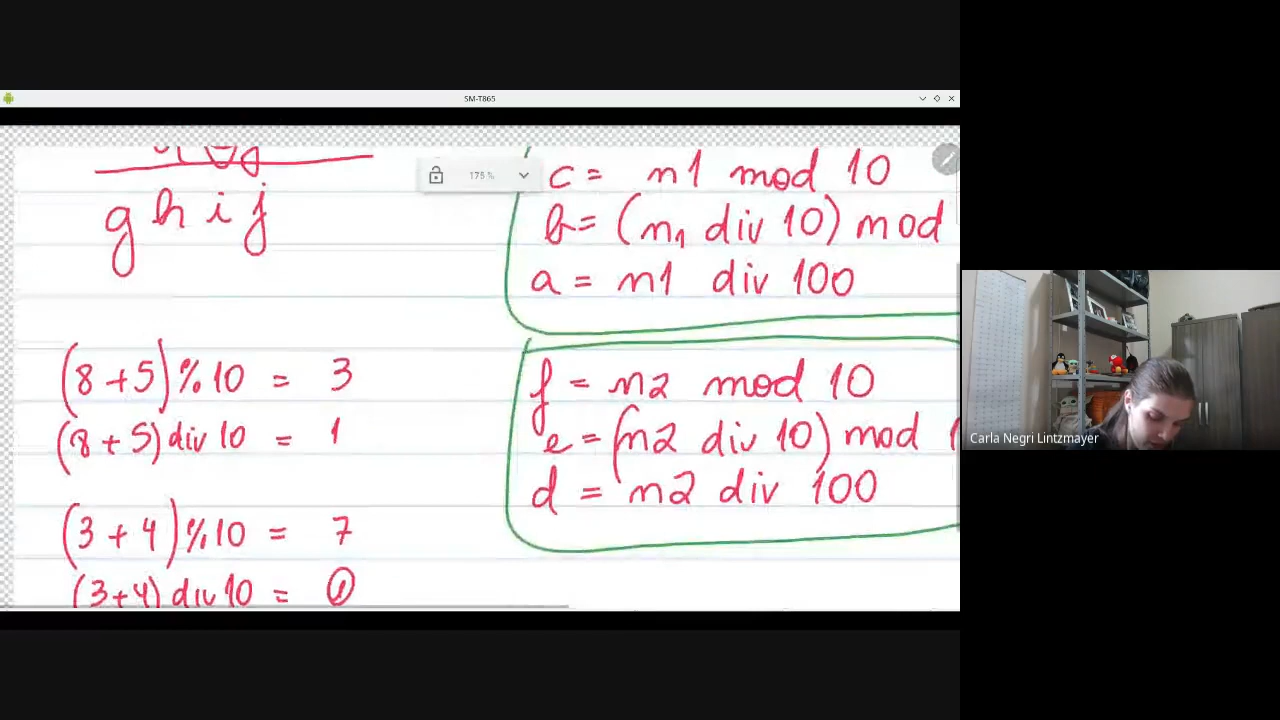 SM-T865
175 %
g h i j
c = n1 mod 10
b = (n1 div 10) mod
a = n1 div 100
(8 + 5) % 10 = 3
(8 + 5) div 10 = 1
(3 + 4) % 10 = 7
(3 + 4) div 10 =
f = n2 mod 10
e = (n2 div 10) mod
d = n2 div 100
Carla Negri Lintzmayer